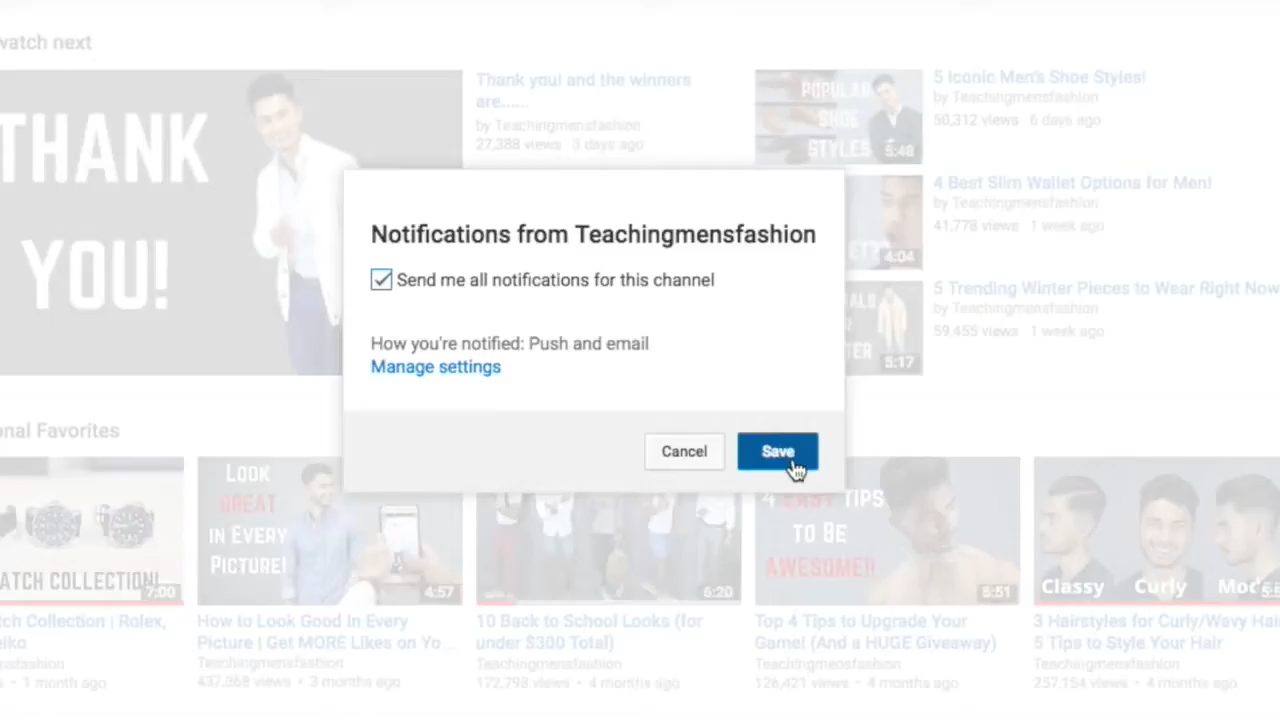 watch next
THANK
YOU!
Thank you! and the winners
are......
by Teachingmensfashion
27,388 views 3 days ago
POPULAR
SHOE
STYLES
5:48
5 Iconic Men's Shoe Styles!
by Teachingmensfashion
50,312 views 6 days ago
4:04
4 Best Slim Wallet Options for Men!
by Teachingmensfashion
41,778 views 1 week ago
5:17
5 Trending Winter Pieces to Wear Right Now
by Teachingmensfashion
59,455 views 1 week ago
Notifications from Teachingmensfashion
Send me all notifications for this channel
How you're notified: Push and email
Manage settings
Cancel
Save
onal Favorites
WATCH COLLECTION!
7:00
tch Collection | Rolex,
eiko
nsfashion
s • 1 month ago
LOOK
GREAT
IN EVERY
PICTURE!
4:57
How to Look Good In Every
Picture | Get MORE Likes on Yo...
Teachingmensfashion
437,368 views • 3 months ago
6:20
10 Back to School Looks (for
under $300 Total)
Teachingmensfashion
172,798 views • 4 months ago
4 EASY TIPS
TO BE
AWESOME!!
5:51
Top 4 Tips to Upgrade Your
Game! (And a HUGE Giveaway)
Teachingmensfashion
126,421 views • 4 months ago
Classy
Curly
3 Hairstyles for Curly/Wavy Hai
5 Tips to Style Your Hair
Teachingmensfashion
257,154 views • 4 months ago